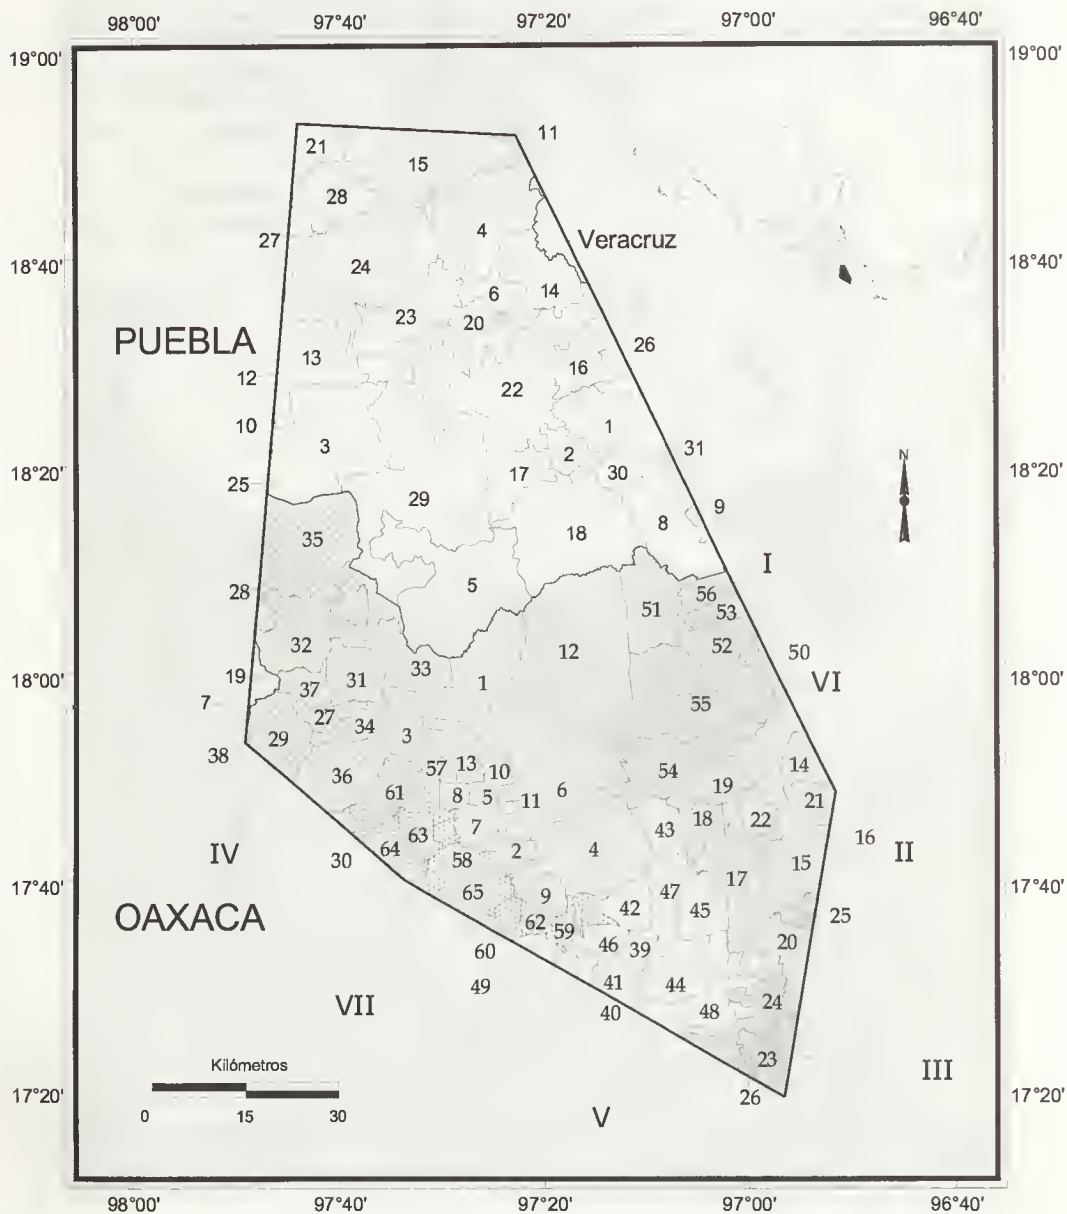 98°00' 97°40' 97°20' 97°00' 96°40'
19°00' 19°00'
11
21 15
28
4
27 Veracruz
18°40' 24 18°40'
6 14
23 20
PUEBLA 26
13 16
12 22
10 1
3 2 31
N
18°20' 17 30 18°20'
25
29 9
18 8
35
I
28 5 56
51 53
32 12 52 50
33
18°00' 19 31 1 VI 18°00'
37
7 27 34 55
29 3
38 57 13 10 54 14
36 19
61 8 5 11 6 21
7 18 22
63 43 16
IV 64 2 4 II
30 58 15
17
17°40' 65 9 47 17°40'
42 45 25
OAXACA 62 59
46 39 20
60
49 41 44
24
VII 40 48
Kilómetros 23
III
17°20' 26 17°20'
0 15 30 V
98°00' 97°40' 97°20' 97°00' 96°40'